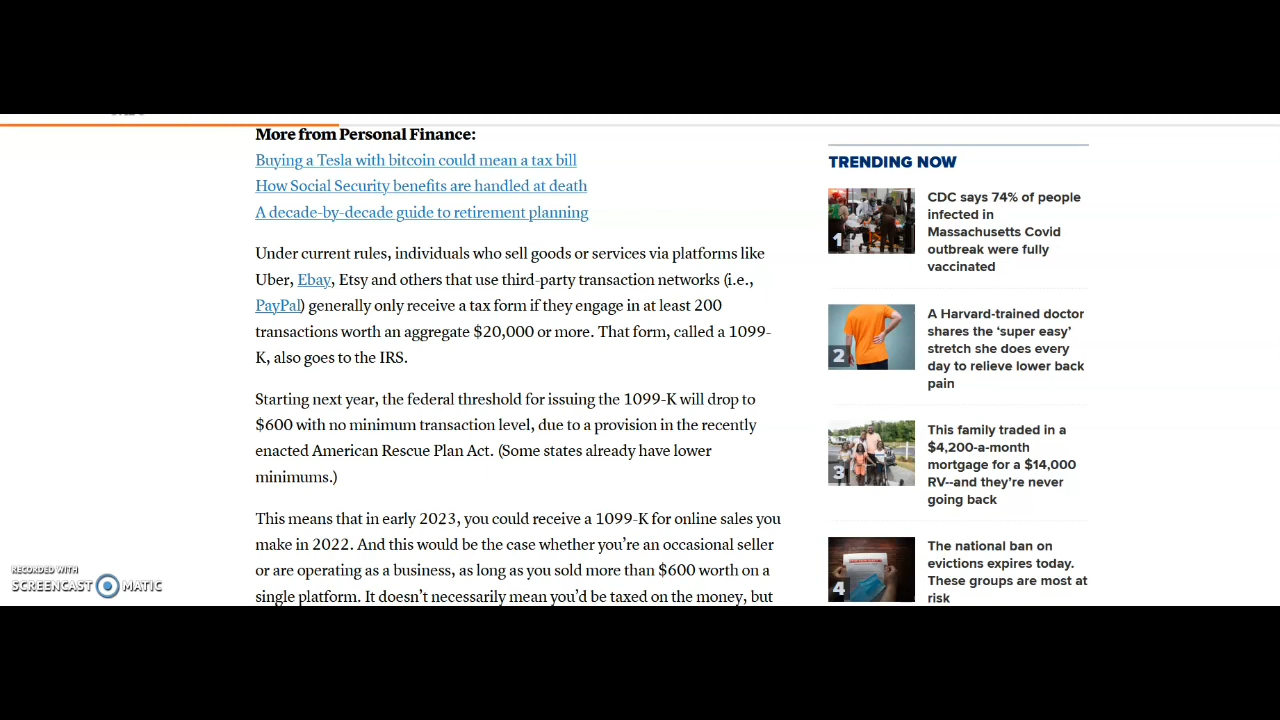 More from Personal Finance:
Buying a Tesla with bitcoin could mean a tax bill
How Social Security benefits are handled at death
A decade-by-decade guide to retirement planning
Under current rules, individuals who sell goods or services via platforms like
Uber, Ebay, Etsy and others that use third-party transaction networks (i.e.,
PayPal) generally only receive a tax form if they engage in at least 200
transactions worth an aggregate $20,000 or more. That form, called a 1099-
K, also goes to the IRS.
Starting next year, the federal threshold for issuing the 1099-K will drop to
$600 with no minimum transaction level, due to a provision in the recently
enacted American Rescue Plan Act. (Some states already have lower
minimums.)
This means that in early 2023, you could receive a 1099-K for online sales you
make in 2022. And this would be the case whether you’re an occasional seller
or are operating as a business, as long as you sold more than $600 worth on a
single platform. It doesn’t necessarily mean you’d be taxed on the money, but
TRENDING NOW
1
CDC says 74% of people
infected in
Massachusetts Covid
outbreak were fully
vaccinated
2
A Harvard-trained doctor
shares the ‘super easy’
stretch she does every
day to relieve lower back
pain
3
This family traded in a
$4,200-a-month
mortgage for a $14,000
RV--and they’re never
going back
4
The national ban on
evictions expires today.
These groups are most at
risk
RECORDED WITH
SCREENCAST MATIC